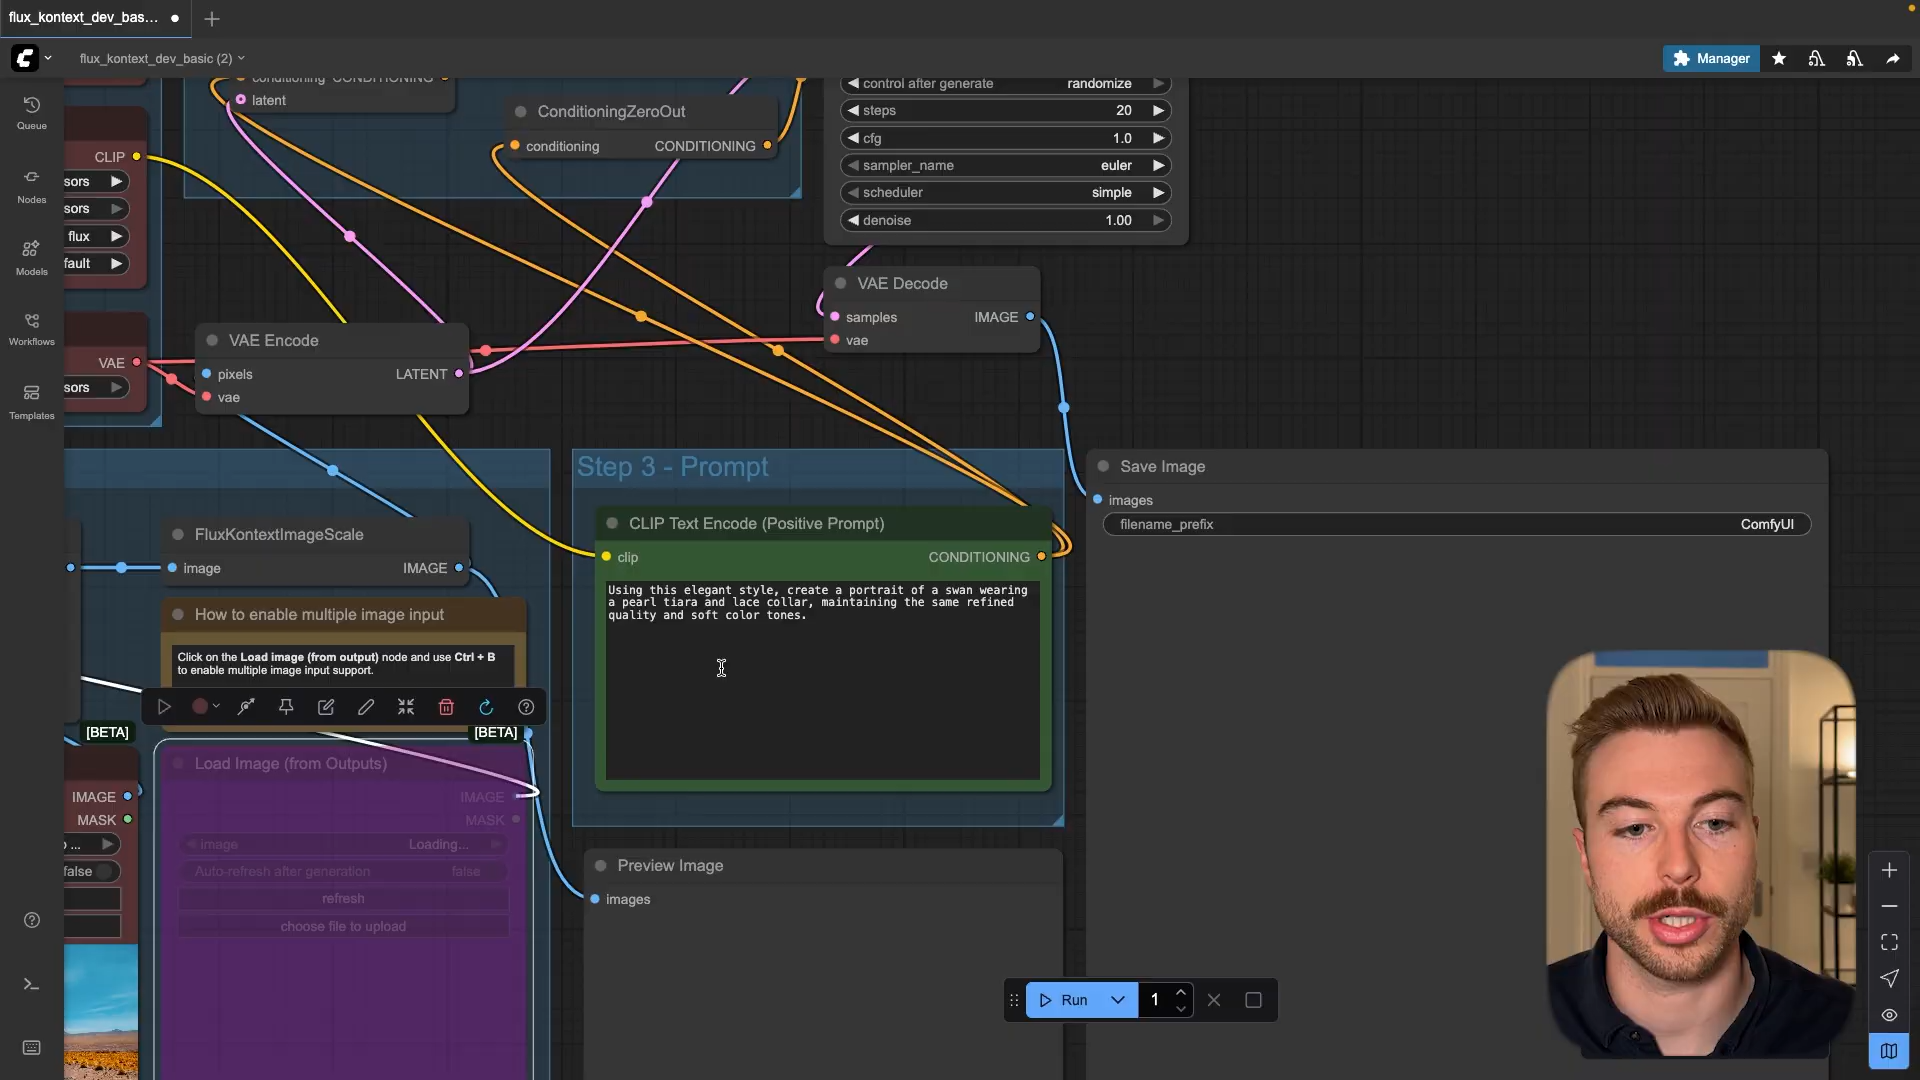 flux_kontext_dev_bas...
flux_kontext_dev_basic (2)
Manager
Queue
Nodes
Models
Workflows
Templates
conditioning CONDITIONING
latent
ConditioningZeroOut
conditioning CONDITIONING
control after generate randomize
steps 20
cfg 1.0
sampler_name euler
scheduler simple
denoise 1.00
CLIP
sors
sors
flux
fault
VAE
sors
VAE Encode
pixels LATENT
vae
VAE Decode
samples IMAGE
vae
Step 3 - Prompt
CLIP Text Encode (Positive Prompt)
clip CONDITIONING
Using this elegant style, create a portrait of a swan wearing
a pearl tiara and lace collar, maintaining the same refined
quality and soft color tones.
Save Image
images
filename_prefix ComfyUI
FluxKontextImageScale
image IMAGE
How to enable multiple image input
Click on the Load image (from output) node and use Ctrl + B
to enable multiple image input support.
[BETA]
[BETA]
Load Image (from Outputs)
IMAGE
MASK
image Loading...
Auto-refresh after generation false
refresh
choose file to upload
IMAGE
MASK
o ...
false
Preview Image
images
Run
1